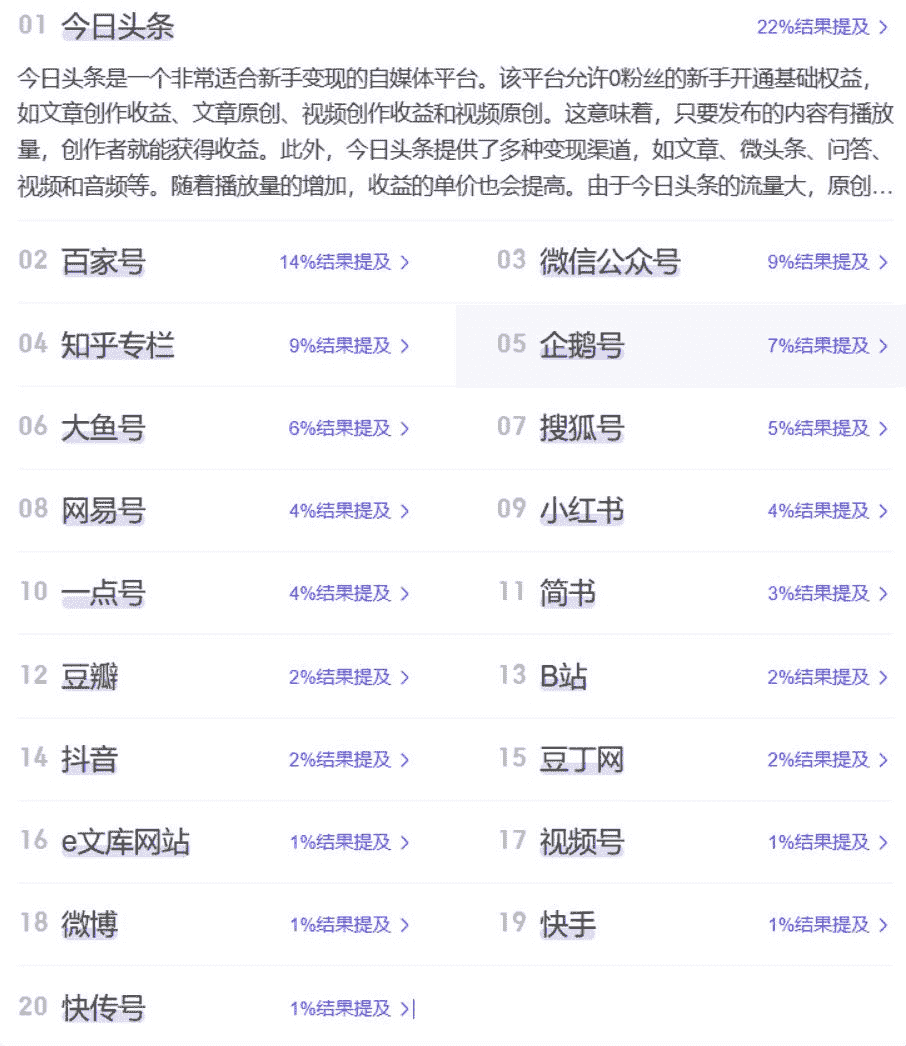 01 今日头条 22%结果提及 >
今日头条是一个非常适合新手变现的自媒体平台。该平台允许0粉丝的新手开通基础权益，
如文章创作收益、文章原创、视频创作收益和视频原创。这意味着，只要发布的内容有播放
量，创作者就能获得收益。此外，今日头条提供了多种变现渠道，如文章、微头条、问答、
视频和音频等。随着播放量的增加，收益的单价也会提高。由于今日头条的流量大，原创...
02 百家号 14%结果提及 >
03 微信公众号 9%结果提及 >
04 知乎专栏 9%结果提及 >
05 企鹅号 7%结果提及 >
06 大鱼号 6%结果提及 >
07 搜狐号 5%结果提及 >
08 网易号 4%结果提及 >
09 小红书 4%结果提及 >
10 一点号 4%结果提及 >
11 简书 3%结果提及 >
12 豆瓣 2%结果提及 >
13 B站 2%结果提及 >
14 抖音 2%结果提及 >
15 豆丁网 2%结果提及 >
16 e文库网站 1%结果提及 >
17 视频号 1%结果提及 >
18 微博 1%结果提及 >
19 快手 1%结果提及 >
20 快传号 1%结果提及 >